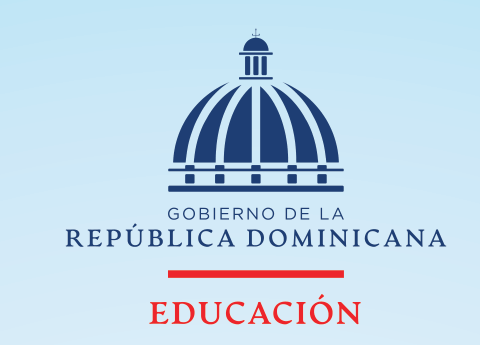 GOBIERNO DE LA
REPÚBLICA DOMINICANA
EDUCACIÓN